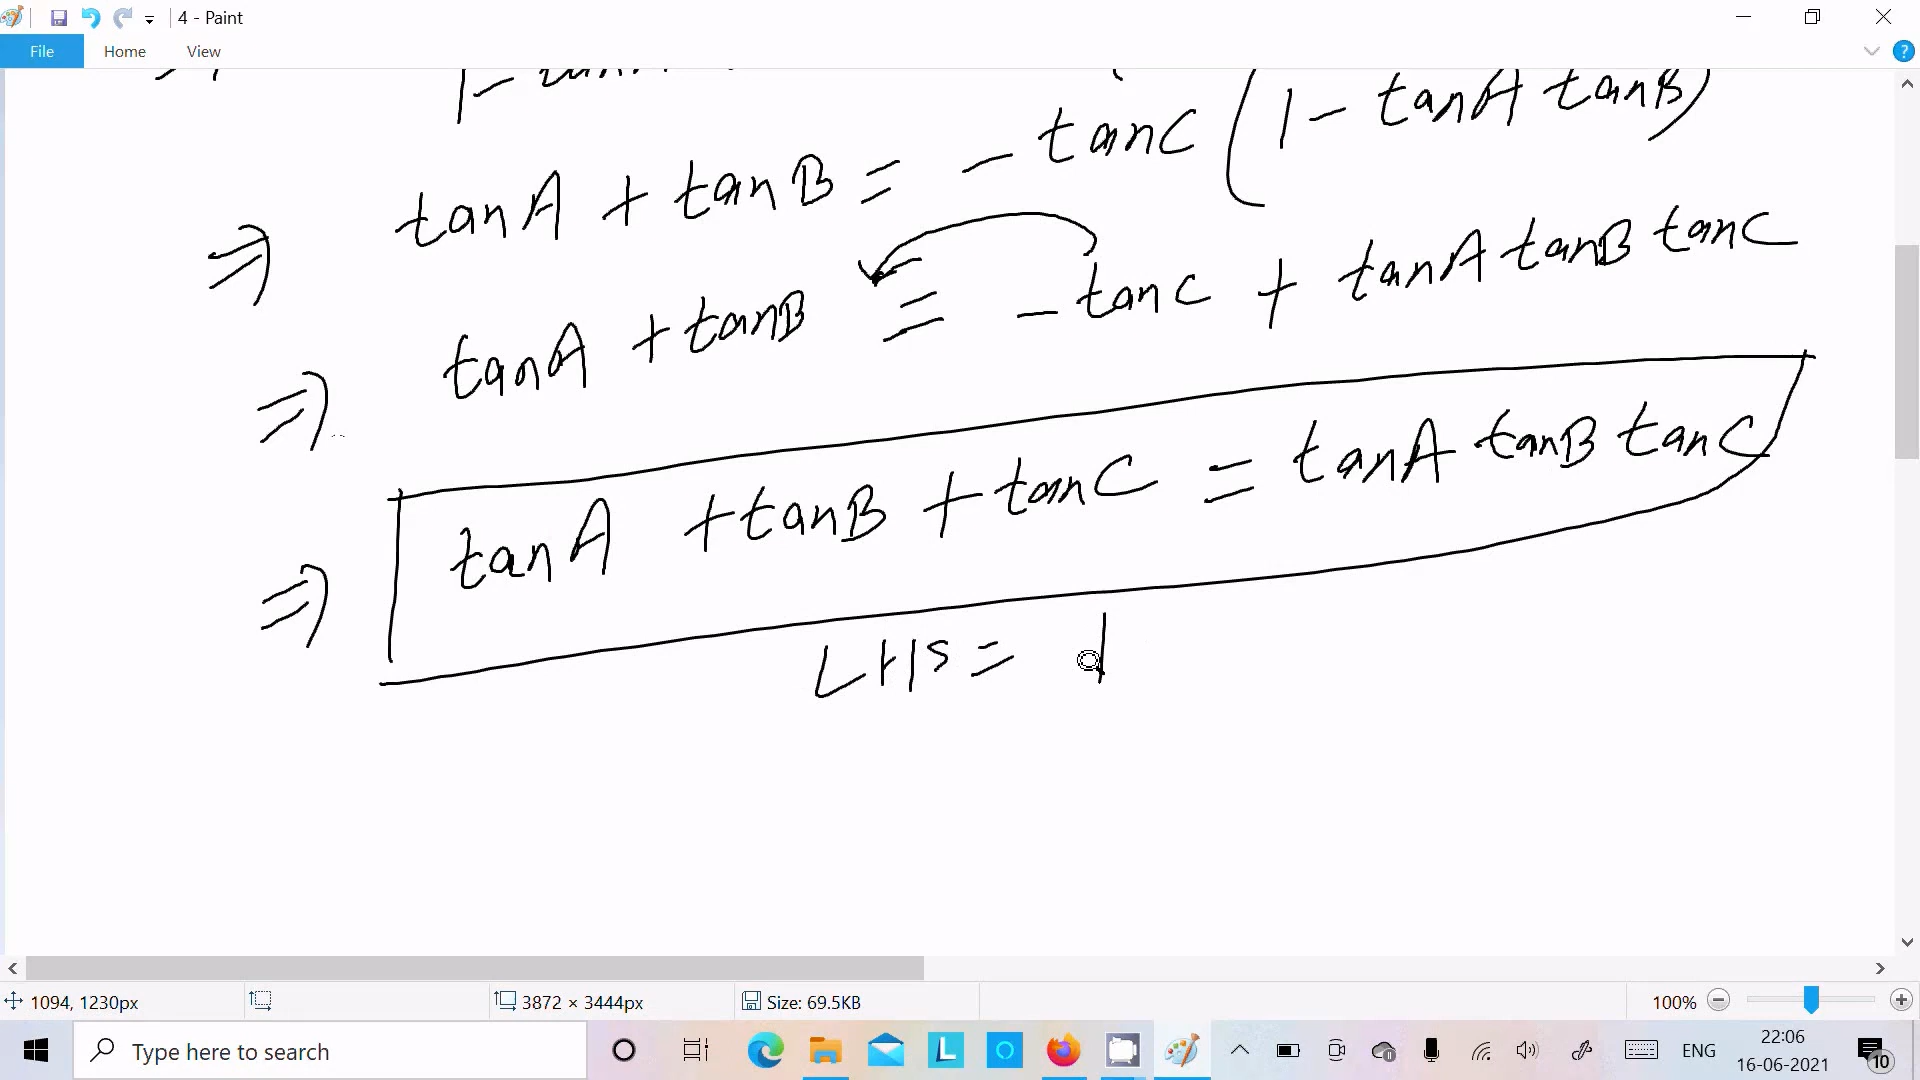 4 - Paint
File Home View
1 - tanA
tanA + tanB = - tanC (1 - tanA tanB)
⇒
tanA + tanB = - tanC + tanA tanB tanC
⇒
tanA + tanB + tanC = tanA tanB tanC
⇒
LHS =
1094, 1230px 3872 × 3444px Size: 69.5KB 100%
Type here to search ENG 22:06
16-06-2021 10